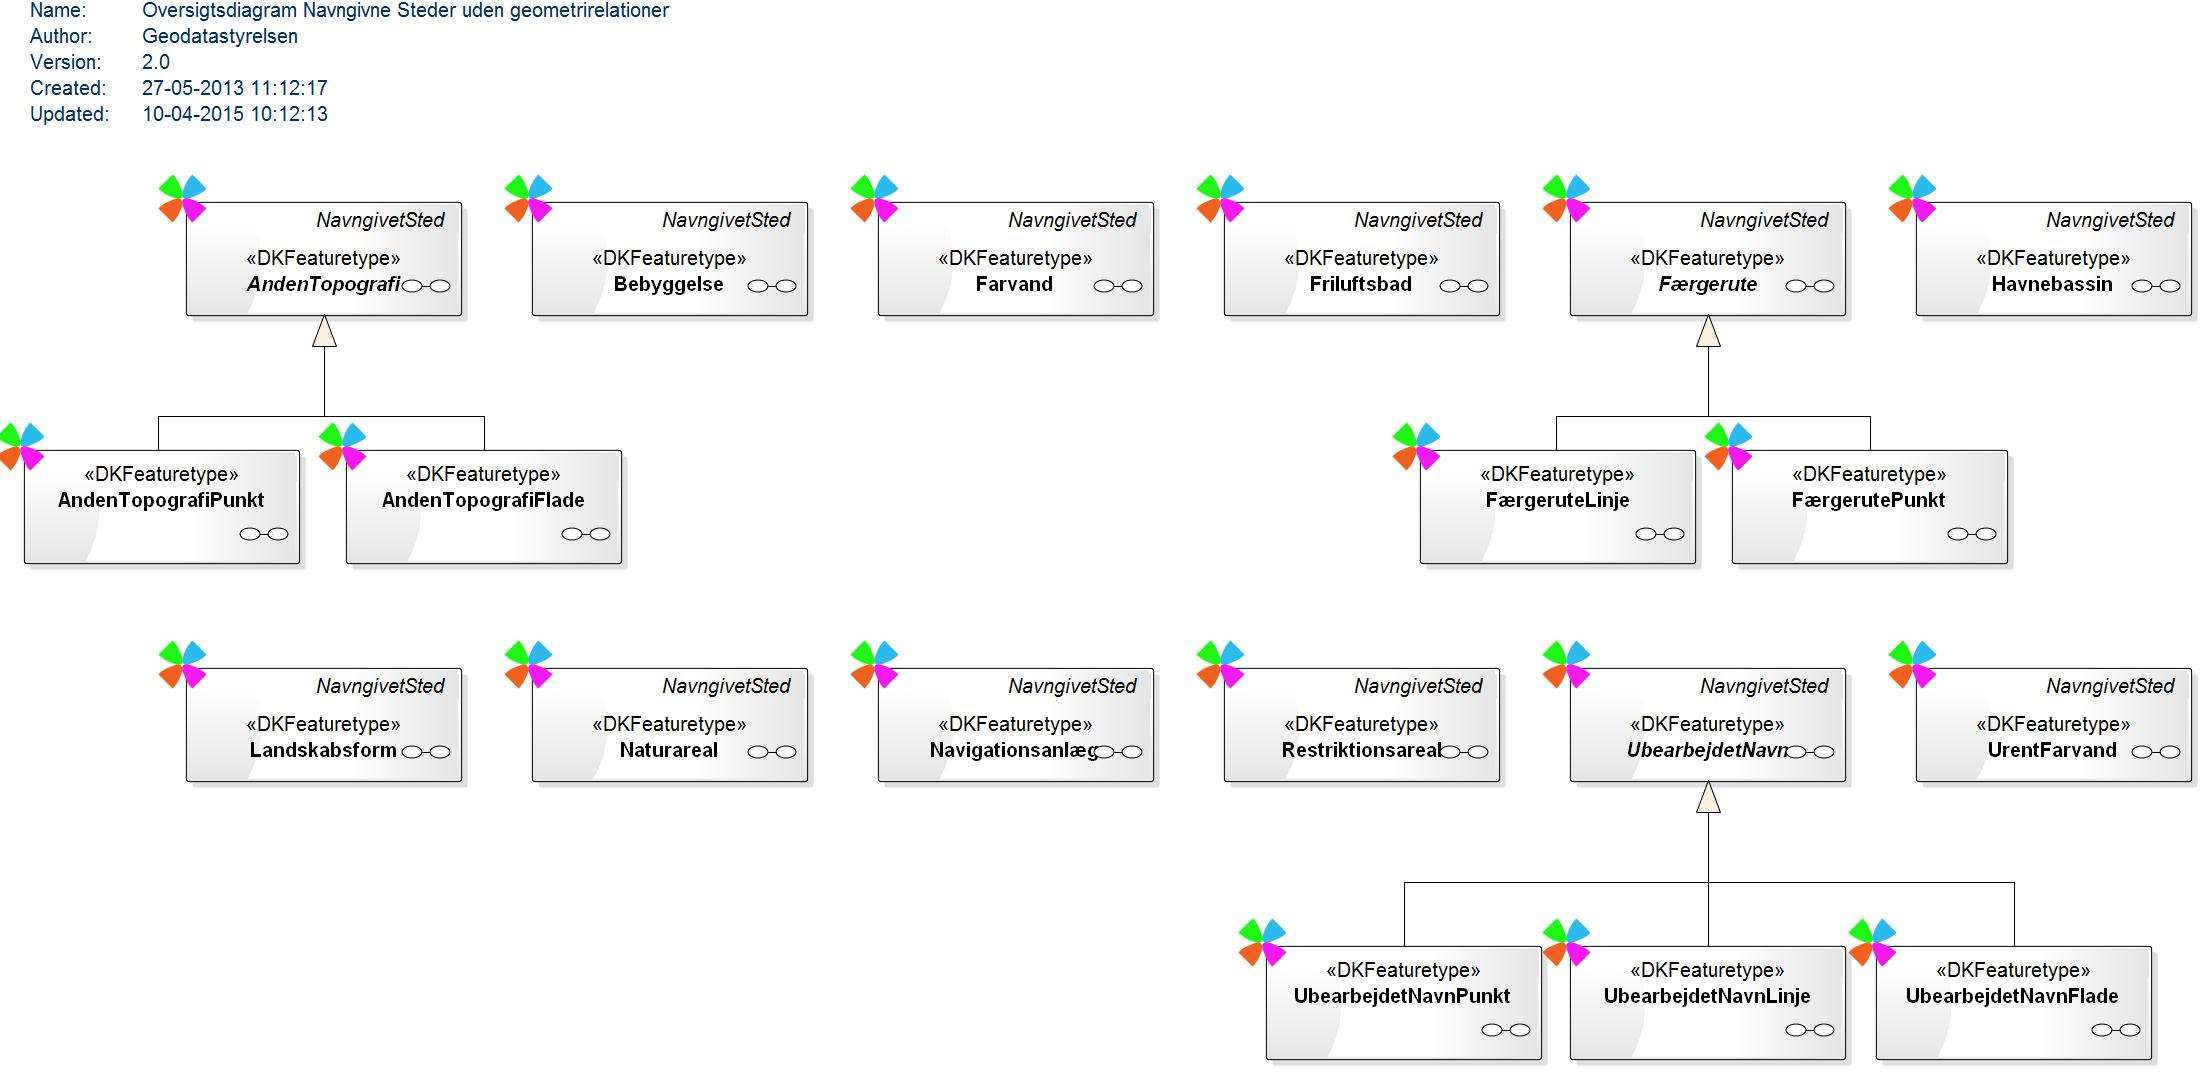 Name: Oversigtsdiagram Navngivne Steder uden geometrirelationer
Author: Geodatastyrelsen
Version: 2.0
Created: 27-05-2013 11:12:17
Updated: 10-04-2015 10:12:13
NavngivetSted
«DKFeaturetype»
AndenTopografi
NavngivetSted
«DKFeaturetype»
Bebyggelse
NavngivetSted
«DKFeaturetype»
Farvand
NavngivetSted
«DKFeaturetype»
Friluftsbad
NavngivetSted
«DKFeaturetype»
Færgerute
NavngivetSted
«DKFeaturetype»
Havnebassin
«DKFeaturetype»
AndenTopografiPunkt
«DKFeaturetype»
AndenTopografiFlade
«DKFeaturetype»
FærgeruteLinje
«DKFeaturetype»
FærgerutePunkt
NavngivetSted
«DKFeaturetype»
Landskabsform
NavngivetSted
«DKFeaturetype»
Naturareal
NavngivetSted
«DKFeaturetype»
Navigationsanlæg
NavngivetSted
«DKFeaturetype»
Restriktionsareal
NavngivetSted
«DKFeaturetype»
UbearbejdetNavn
NavngivetSted
«DKFeaturetype»
UrentFarvand
«DKFeaturetype»
UbearbejdetNavnPunkt
«DKFeaturetype»
UbearbejdetNavnLinje
«DKFeaturetype»
UbearbejdetNavnFlade